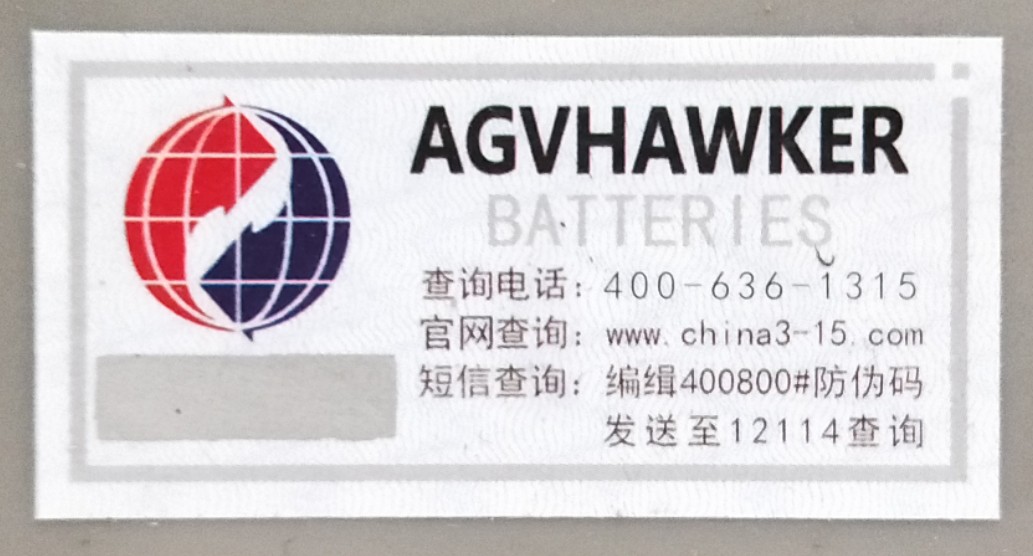 AGVHAWKER
BATTERIES
查询电话：400-636-1315
官网查询：www.china3-15.com
短信查询：编缉400800#防伪码
发送至12114查询